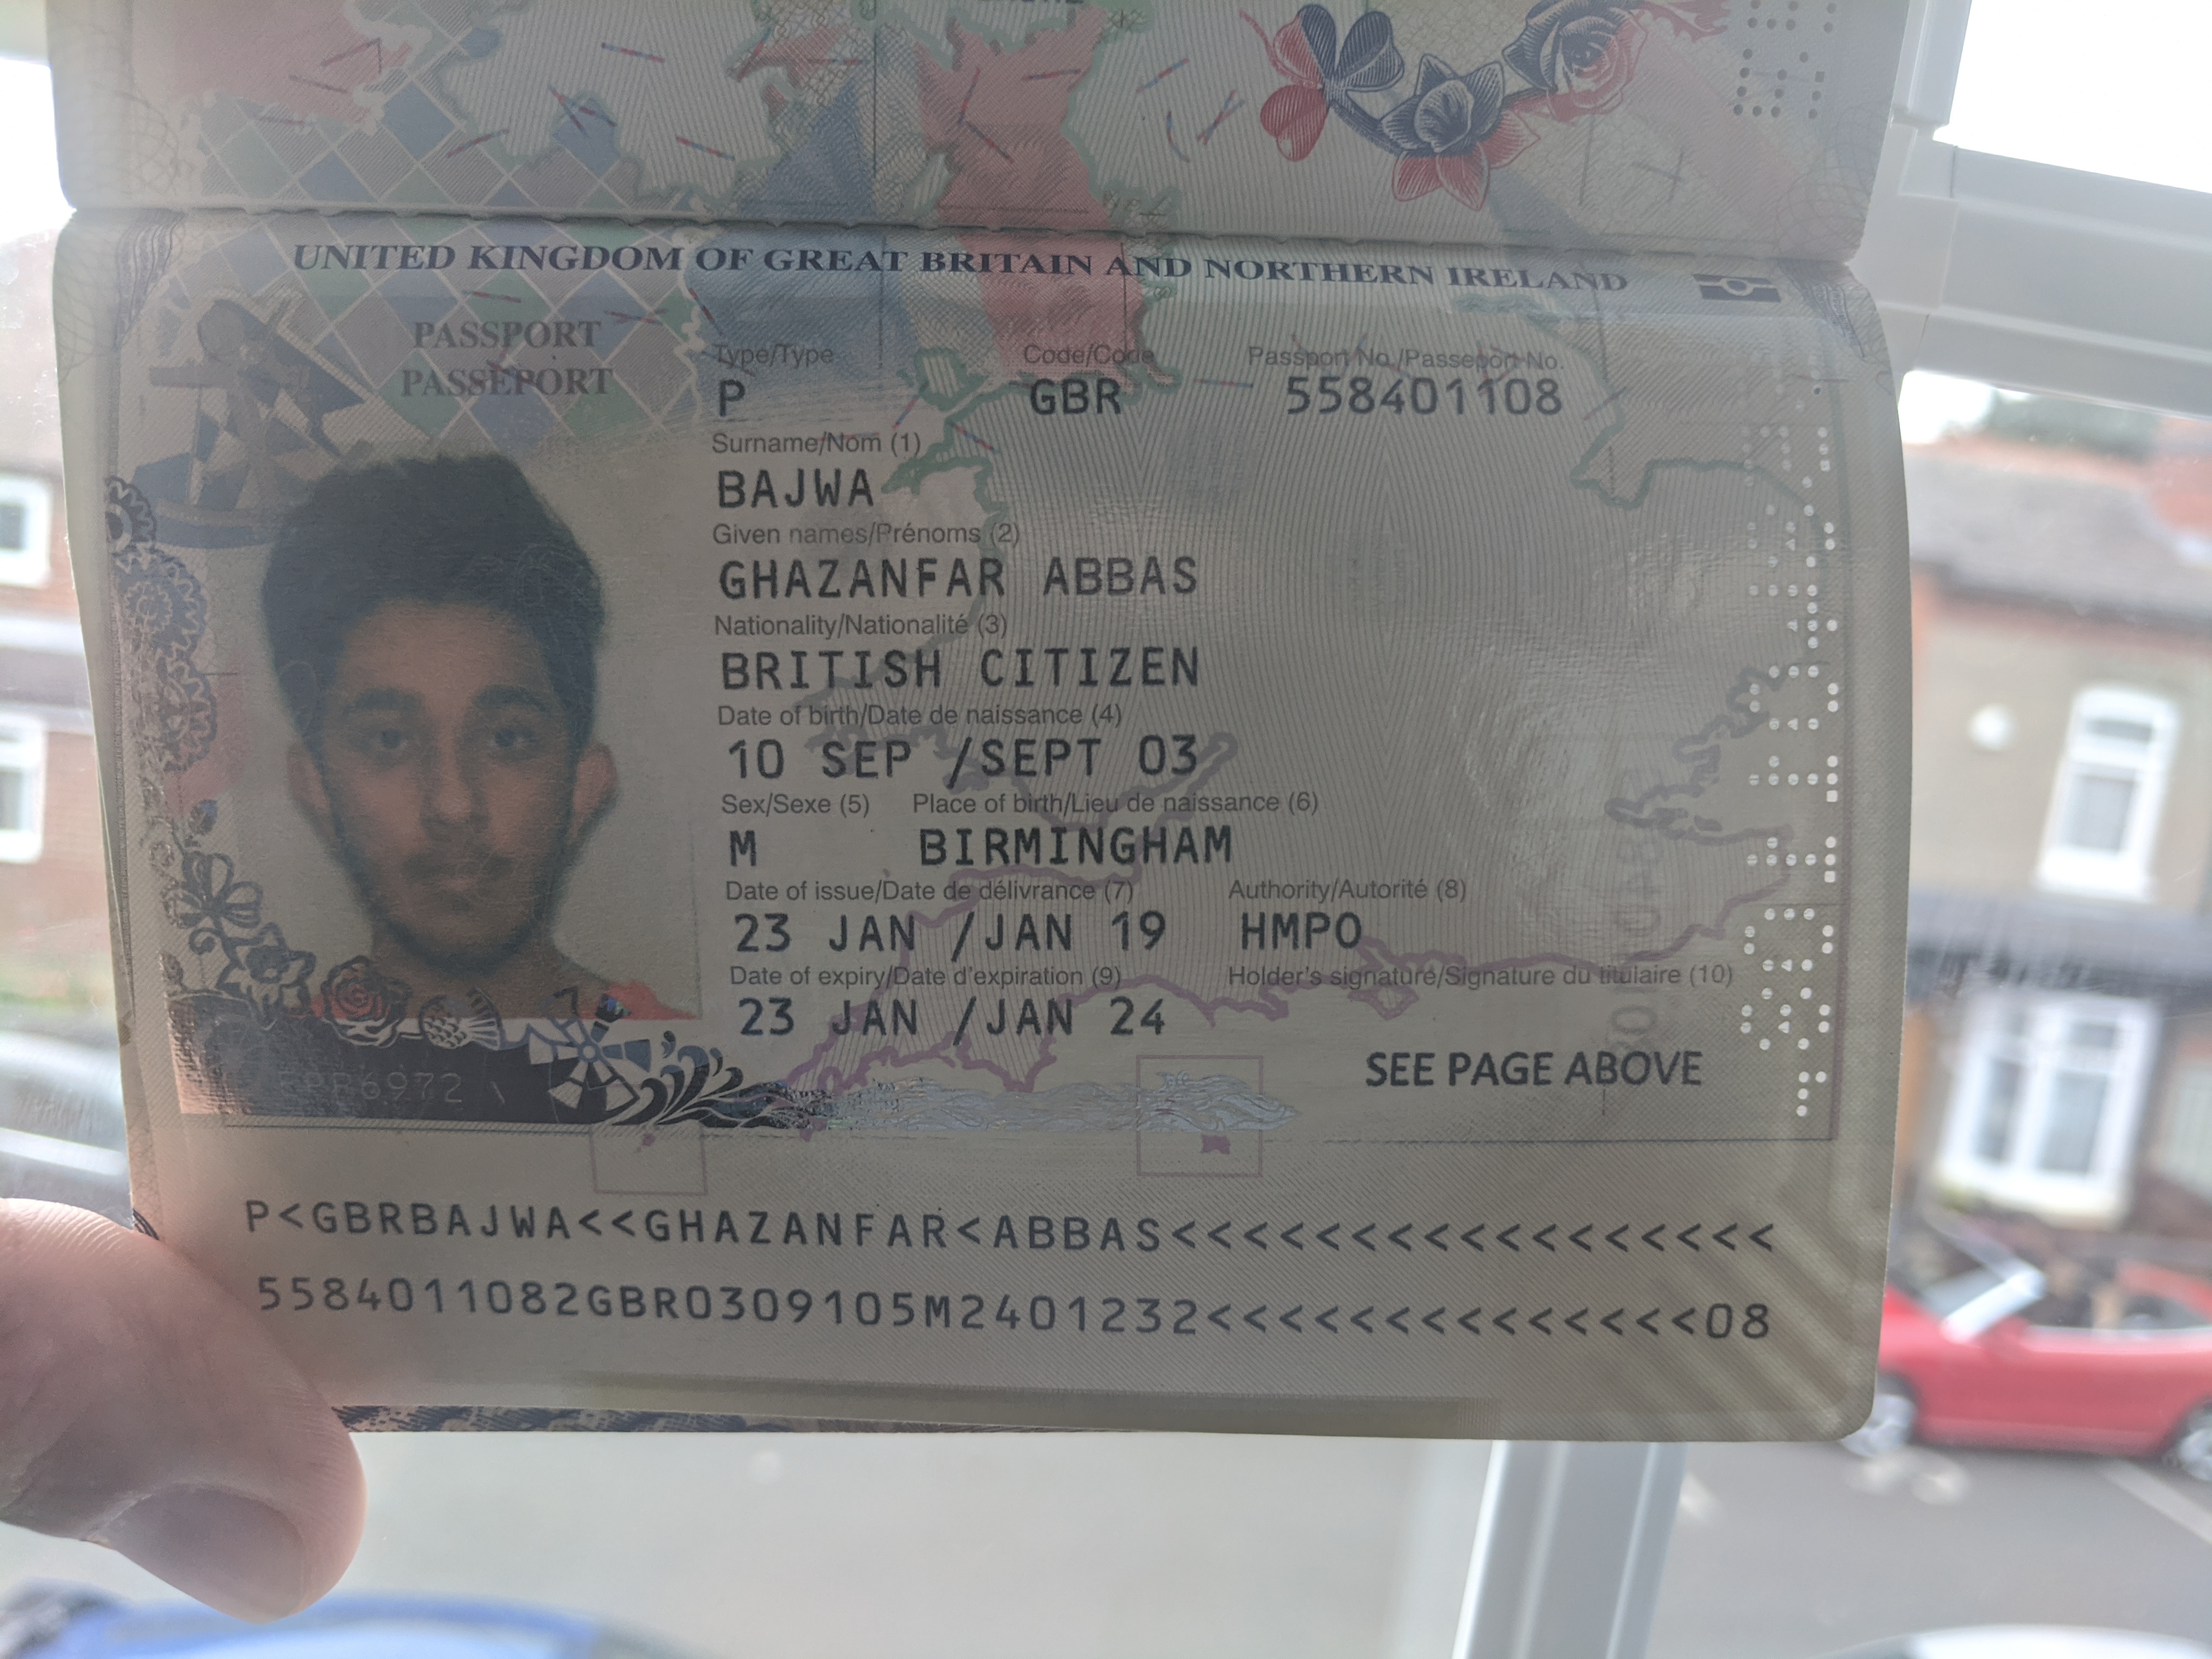 UNITED KINGDOM OF GREAT BRITAIN AND NORTHERN IRELAND
PASSPORT
PASSEPORT
Type/Type Code/Code Passport No./Passeport No.
P GBR 558401108
Surname/Nom (1)
BAJWA
Given names/Prénoms (2)
GHAZANFAR ABBAS
Nationality/Nationalité (3)
BRITISH CITIZEN
Date of birth/Date de naissance (4)
10 SEP /SEPT 03
Sex/Sexe (5) Place of birth/Lieu de naissance (6)
M BIRMINGHAM
Date of issue/Date de délivrance (7) Authority/Autorité (8)
23 JAN /JAN 19 HMPO
Date of expiry/Date d'expiration (9) Holder's signature/Signature du titulaire (10)
23 JAN /JAN 24
SEE PAGE ABOVE
P<GBRBAJWA<<GHAZANFAR<ABBAS<<<<<<<<<<<<<<<<<
5584011082GBR0309105M2401232<<<<<<<<<<<<<<08